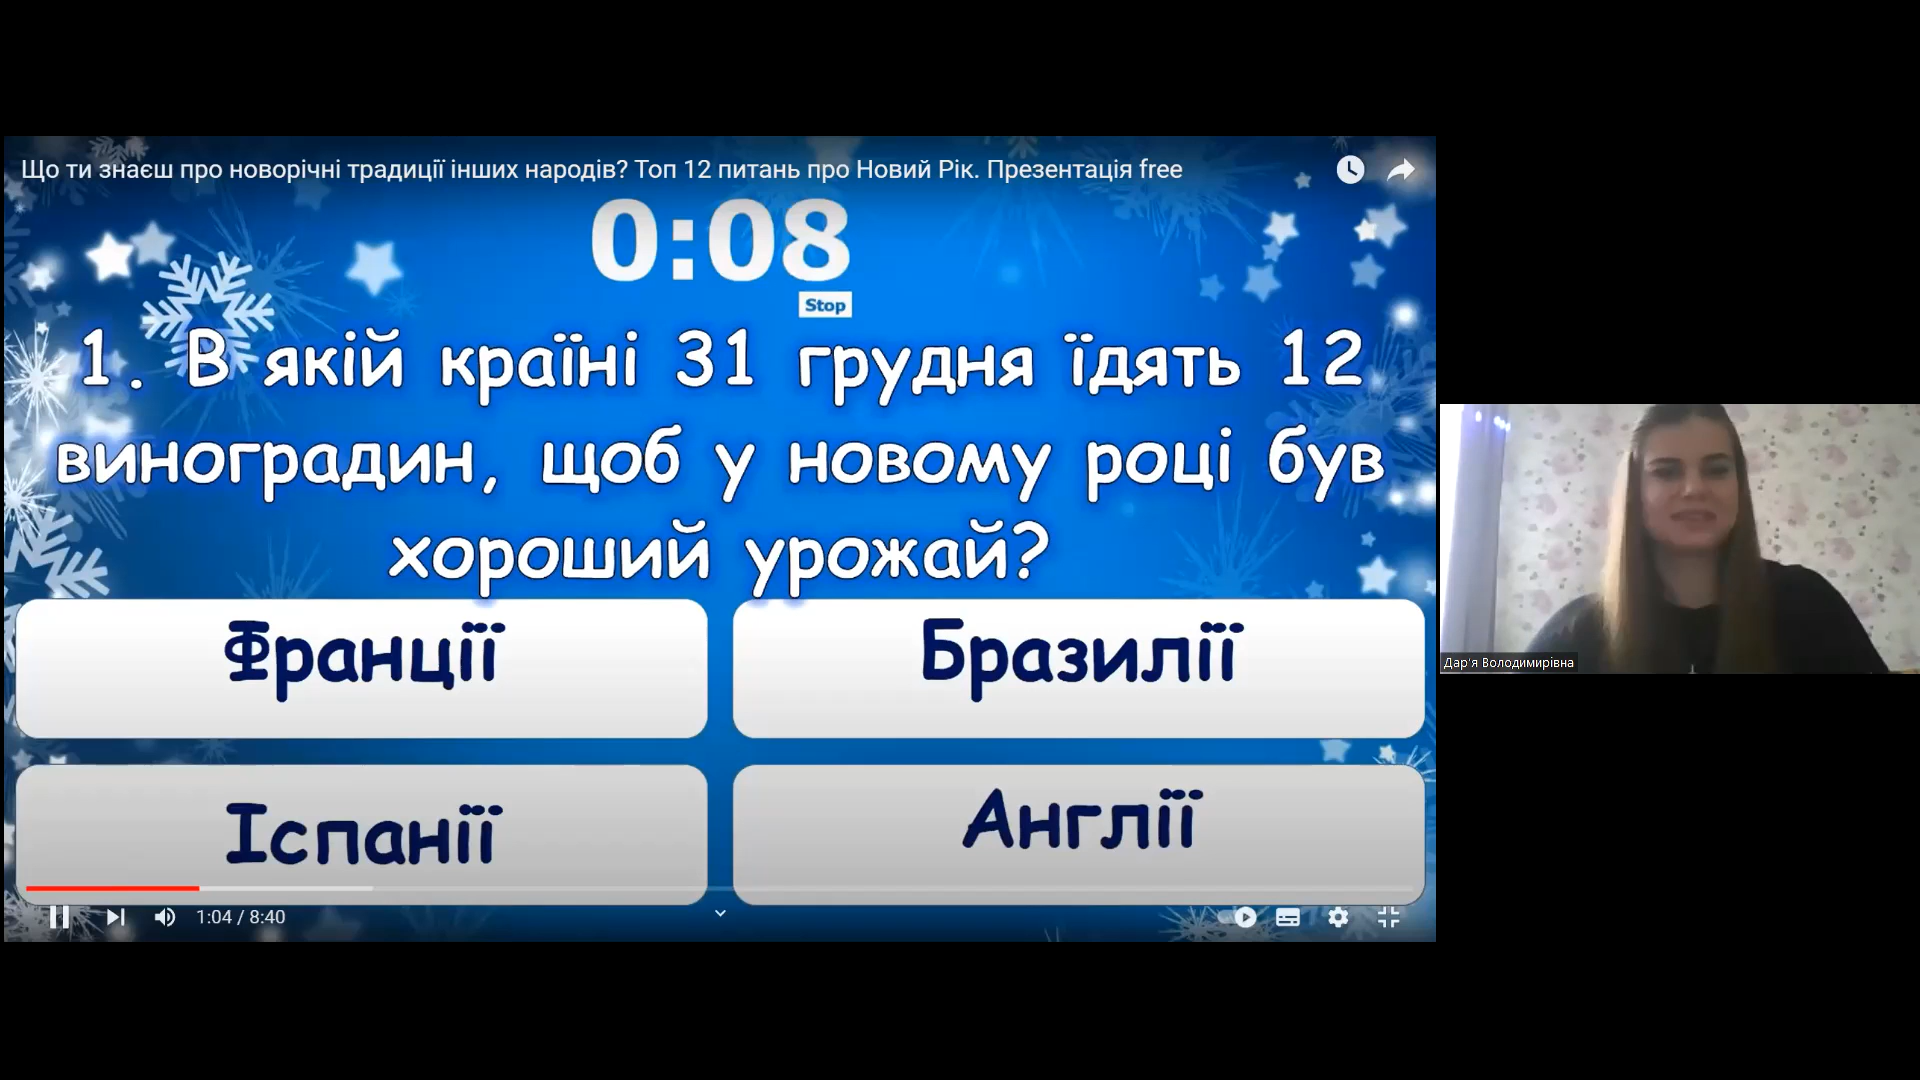 Що ти знаєш про новорічні традиції інших народів? Топ 12 питань про Новий Рік. Презентація free
0:08
Stop
1. В якій країні 31 грудня їдять 12
виноградин, щоб у новому році був
хороший урожай?
Франції
Бразилії
Іспанії
Англії
1:04 / 8:40
Дар'я Володимирівна